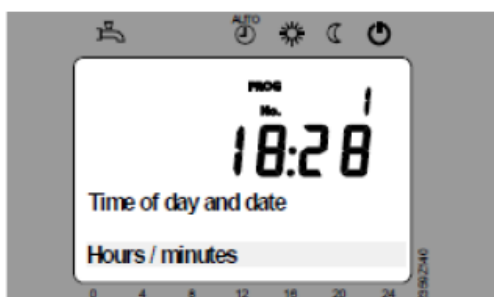 AUTO
PROG
No. 1
18:28
Time of day and date
Hours / minutes
0 4 8 12 16 20 24